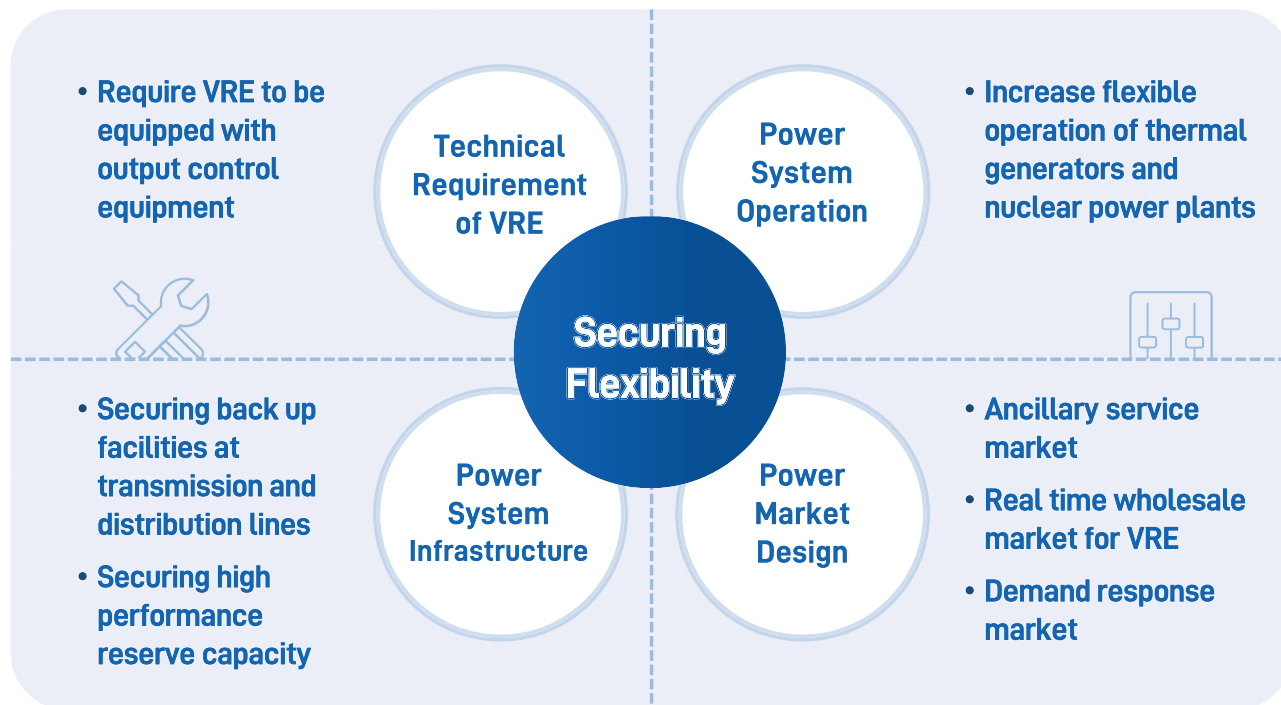 • Require VRE to be
equipped with
output control
equipment
Technical
Requirement
of VRE
Power
System
Operation
• Increase flexible
operation of thermal
generators and
nuclear power plants
Securing
Flexibility
• Securing back up
facilities at
transmission and
distribution lines
• Securing high
performance
reserve capacity
Power
System
Infrastructure
Power
Market
Design
• Ancillary service
market
• Real time wholesale
market for VRE
• Demand response
market